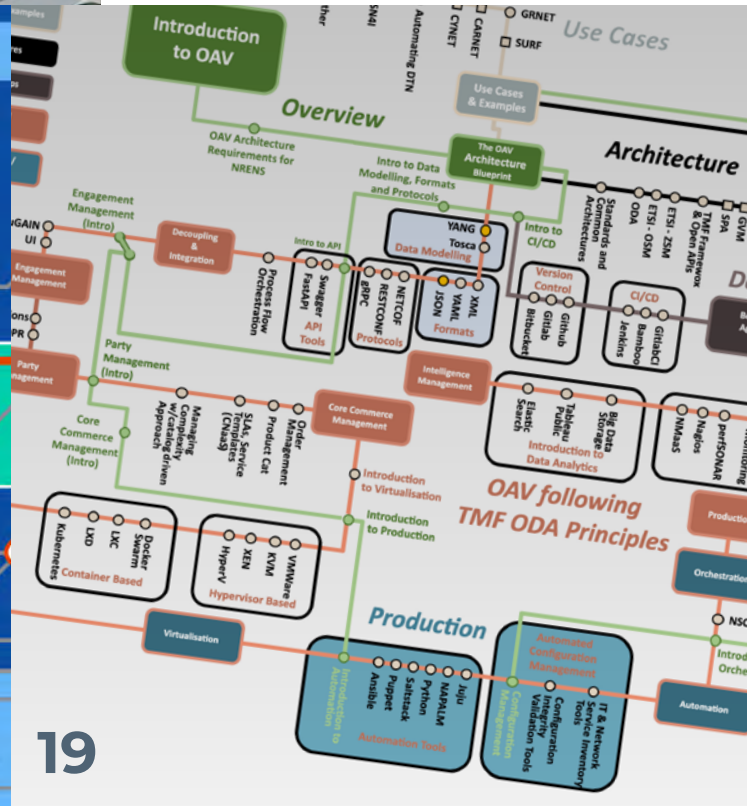 Introduction
to OAV
CYNET
CARNET
GRNET
SURF
Use Cases
SN4I
Automating DTN
Use Cases
& Examples
Overview
OAV Architecture
Requirements for
NRENS
The OAV
Architecture
Blueprint
Architecture
Intro to Data
Modelling, Formats
and Protocols
Engagement
Management
(Intro)
Decoupling
&
Integration
Intro to API
YANG
Tosca
Data Modelling
Intro to
CI/CD
Standards and
Common
Architectures
ODA
ETSI - OSM
ETSI - ZSM
TMF Framewox
& Open APIs
SPA
GVM
UI
Engagement
Management
Process Flow
Orchestration
FastAPI
Swagger
API
Tools
gRPC
RESTCONF
NETCOF
Protocols
JSON
YAML
XML
Formats
Version
Control
Bitbucket
Gitlab
Github
CI/CD
Jenkins
Bamboo
GitlabCI
PR
Party
Management
(Intro)
Party
Intelligence
Management
Core
Commerce
Management
(Intro)
Managing
Complexity
w/catalog driven
Approach
SLAs, Service
Templates
(CNaaS)
Product Cat
Order
Management
Core Commerce
Management
Elastic
Search
Tableau
Public
Big Data
Storage
Introduction to
Data Analytics
NMaaS
Nagios
perfSONAR
Introduction
to Virtualisation
Introduction
to Production
OAV following
TMF ODA Principles
Kubernetes
LXD
LXC
Docker
Swarm
Container Based
HyperV
XEN
KVM
VMWare
Hypervisor Based
Virtualisation
Production
Introduction to
Automation
Ansible
Puppet
Saltstack
Python
NAPALM
Juju
Automation Tools
Automated
Configuration
Management
Configuration
Management
Configuration
Integrity
Validation Tools
IT & Network
Service Inventory
Tools
Automation
19